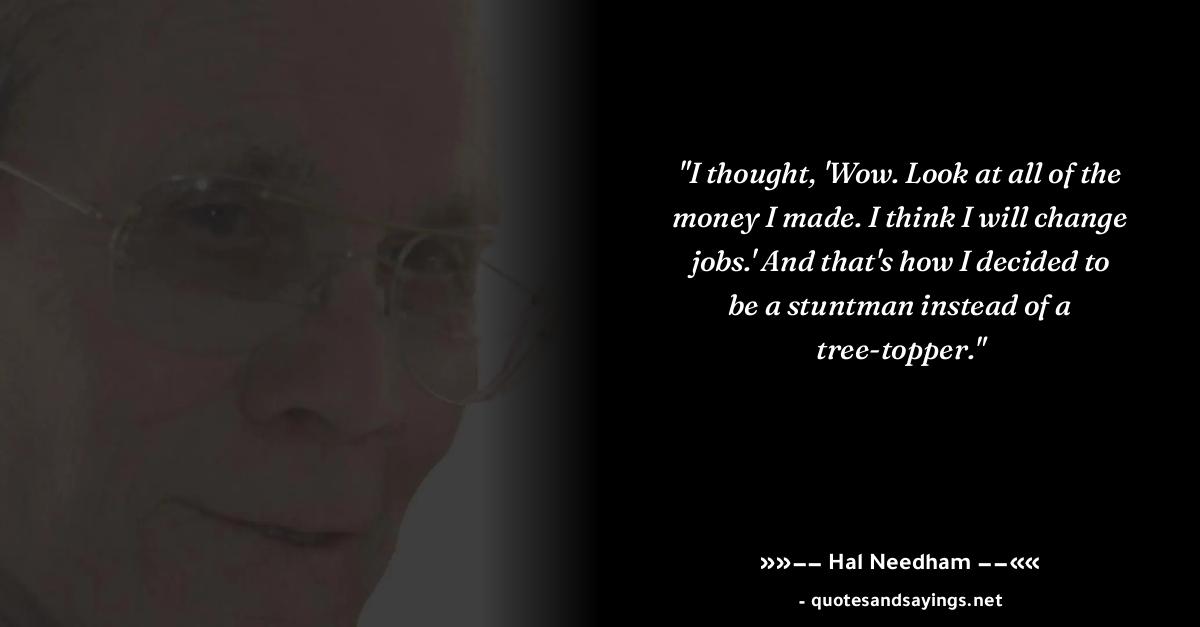 "I thought, 'Wow. Look at all of the
money I made. I think I will change
jobs.' And that's how I decided to
be a stuntman instead of a
tree-topper."
»»−− Hal Needham −−««
- quotesandsayings.net